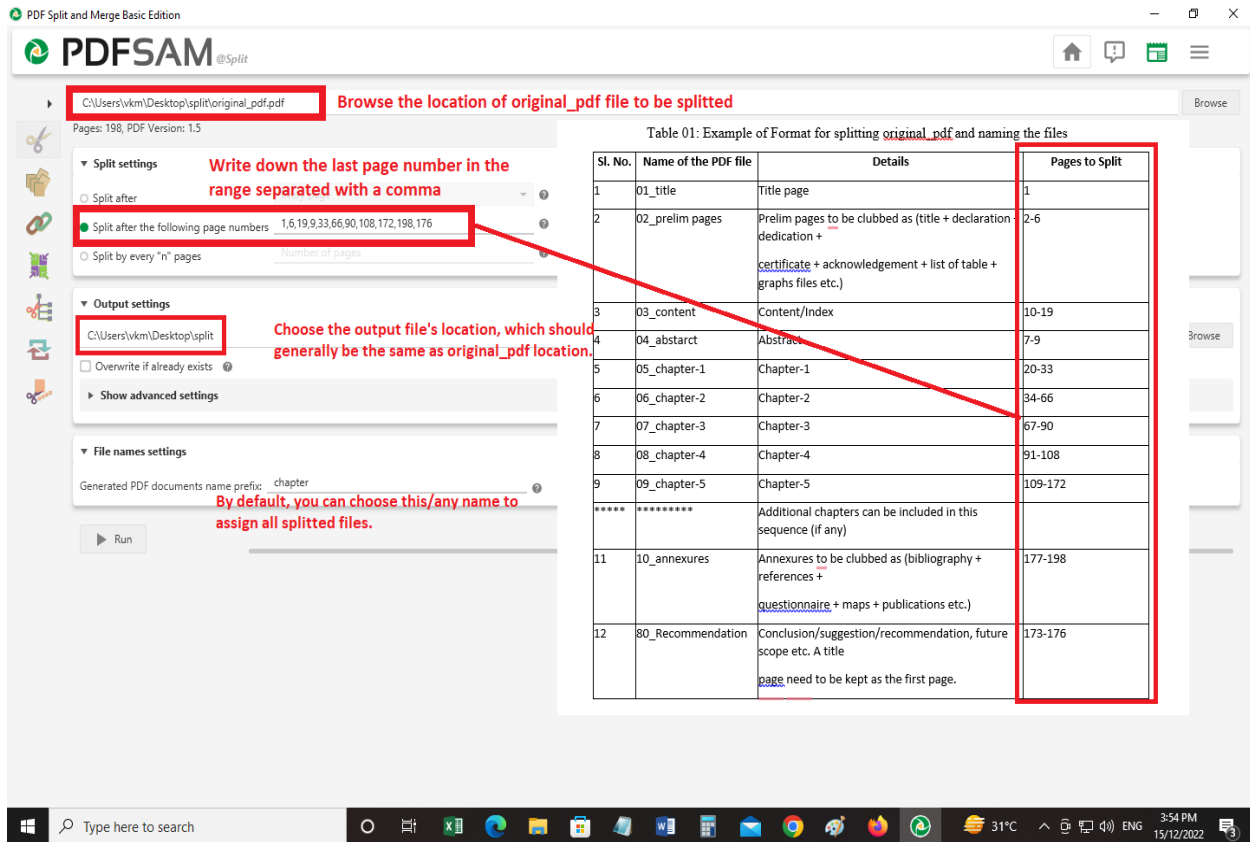 PDF Split and Merge Basic Edition
PDFSAM @Split
C:\Users\vkm\Desktop\split\original_pdf.pdf
Browse the location of original_pdf file to be splitted
Browse
Pages: 198, PDF Version: 1.5
Split settings
Write down the last page number in the
range separated with a comma
Split after
Split after the following page numbers 1,6,19,9,33,66,90,108,172,198,176
Split by every "n" pages Number of pages
Output settings
C:\Users\vkm\Desktop\split
Choose the output file's location, which should
generally be the same as original_pdf location.
Browse
Overwrite if already exists
Show advanced settings
File names settings
Generated PDF documents name prefix: chapter
By default, you can choose this/any name to
assign all splitted files.
Run
Table 01: Example of Format for splitting original_pdf and naming the files
Sl. No. Name of the PDF file Details Pages to Split
1 01_title Title page 1
2 02_prelim pages Prelim pages to be clubbed as (title + declaration + 2-6
dedication +
certificate + acknowledgement + list of table +
graphs files etc.)
3 03_content Content/Index 10-19
4 04_abstarct Abstract 7-9
5 05_chapter-1 Chapter-1 20-33
6 06_chapter-2 Chapter-2 34-66
7 07_chapter-3 Chapter-3 67-90
8 08_chapter-4 Chapter-4 91-108
9 09_chapter-5 Chapter-5 109-172
***** ********* Additional chapters can be included in this
sequence (if any)
11 10_annexures Annexures to be clubbed as (bibliography + 177-198
references +
questionnaire + maps + publications etc.)
12 80_Recommendation Conclusion/suggestion/recommendation, future 173-176
scope etc. A title
page need to be kept as the first page.
Type here to search
31°C
ENG
3:54 PM
15/12/2022
3